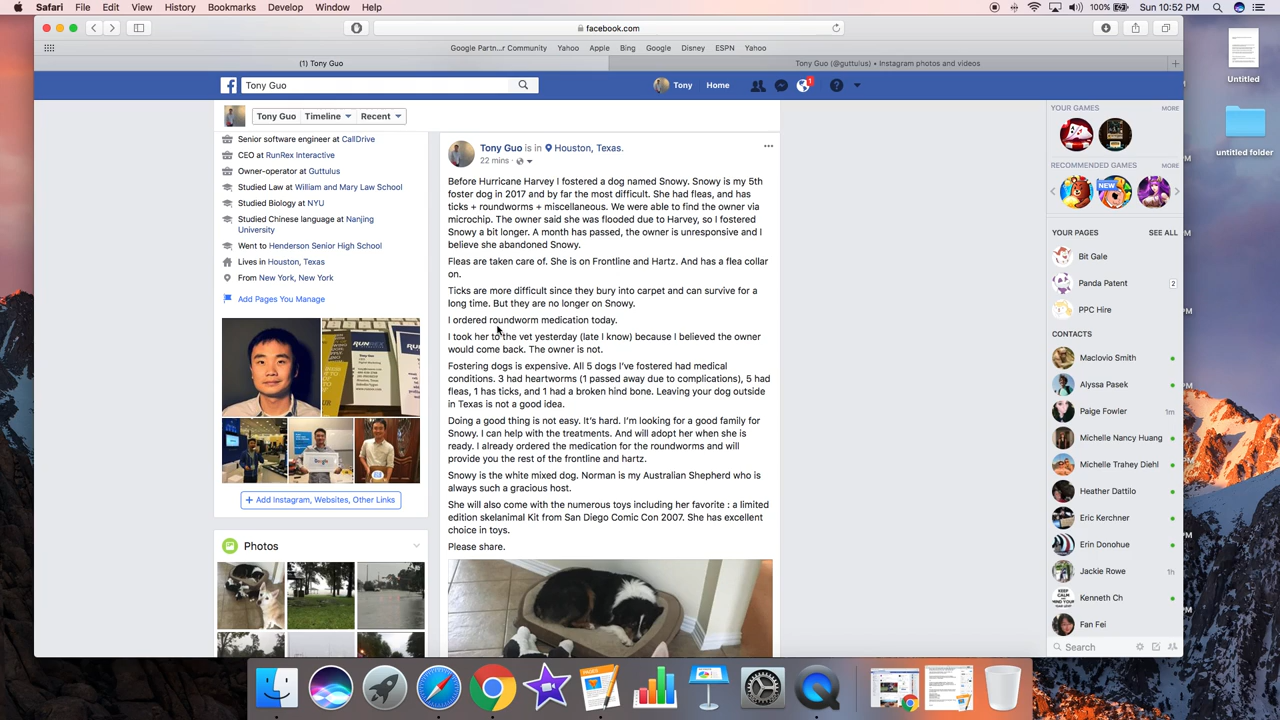 Safari File Edit View History Bookmarks Develop Window Help
100% Sun 10:52 PM
facebook.com
Google Partn...r Community Yahoo Apple Bing Google Disney ESPN Yahoo
(1) Tony Guo
Tony Guo (@guttulus) • Instagram photos and videos
Tony Guo
Tony Home
1
Tony Guo Timeline Recent
Senior software engineer at CallDrive
CEO at RunRex Interactive
Owner-operator at Guttulus
Studied Law at William and Mary Law School
Studied Biology at NYU
Studied Chinese language at Nanjing
University
Went to Henderson Senior High School
Lives in Houston, Texas
From New York, New York
Add Pages You Manage
RUNREX
Google
+ Add Instagram, Websites, Other Links
Photos
Tony Guo is in Houston, Texas.
22 mins ·
Before Hurricane Harvey I fostered a dog named Snowy. Snowy is my 5th
foster dog in 2017 and by far the most difficult. She had fleas, and has
ticks + roundworms + miscellaneous. We were able to find the owner via
microchip. The owner said she was flooded due to Harvey, so I fostered
Snowy a bit longer. A month has passed, the owner is unresponsive and I
believe she abandoned Snowy.
Fleas are taken care of. She is on Frontline and Hartz. And has a flea collar
on.
Ticks are more difficult since they bury into carpet and can survive for a
long time. But they are no longer on Snowy.
I ordered roundworm medication today.
I took her to the vet yesterday (late I know) because I believed the owner
would come back. The owner is not.
Fostering dogs is expensive. All 5 dogs I've fostered had medical
conditions. 3 had heartworms (1 passed away due to complications), 5 had
fleas, 1 has ticks, and 1 had a broken hind bone. Leaving your dog outside
in Texas is not a good idea.
Doing a good thing is not easy. It's hard. I'm looking for a good family for
Snowy. I can help with the treatments. And will adopt her when she is
ready. I already ordered the medication for the roundworms and will
provide you the rest of the frontline and hartz.
Snowy is the white mixed dog. Norman is my Australian Shepherd who is
always such a gracious host.
She will also come with the numerous toys including her favorite : a limited
edition skelanimal Kit from San Diego Comic Con 2007. She has excellent
choice in toys.
Please share.
YOUR GAMES MORE
RECOMMENDED GAMES MORE
NEW
YOUR PAGES SEE ALL
Bit Gale
Panda Patent 2
PPC Hire
CONTACTS
Maclovio Smith
Alyssa Pasek
Paige Fowler 1m
Michelle Nancy Huang
Michelle Trahey Diehl
Heather Dattilo
Eric Kerchner
Erin Donohue
Jackie Rowe 1h
Kenneth Ch
Fan Fei
Search
Untitled
untitled folder